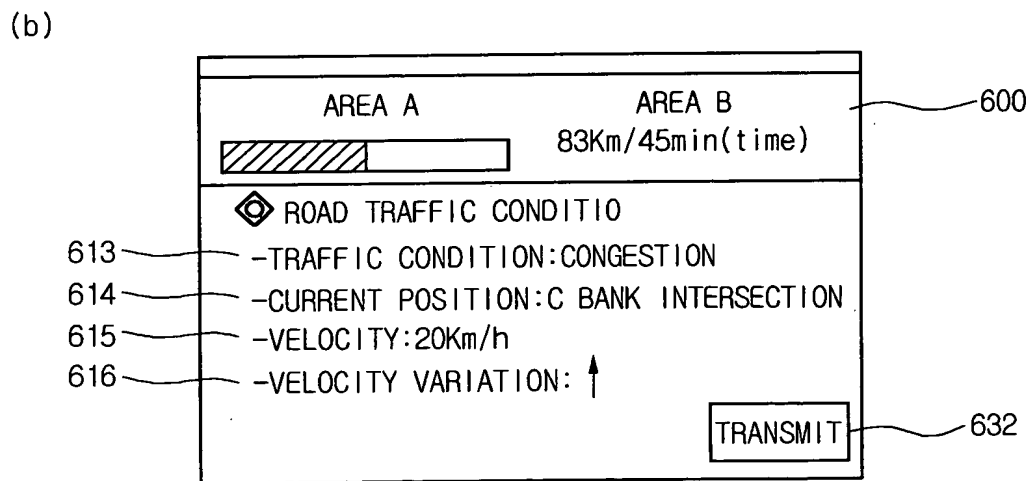 (b)
AREA A
AREA B
83Km/45min(time)
600
ROAD TRAFFIC CONDITIO
613
-TRAFFIC CONDITION:CONGESTION
614
-CURRENT POSITION:C BANK INTERSECTION
615
-VELOCITY:20Km/h
616
-VELOCITY VARIATION:↑
TRANSMIT
632